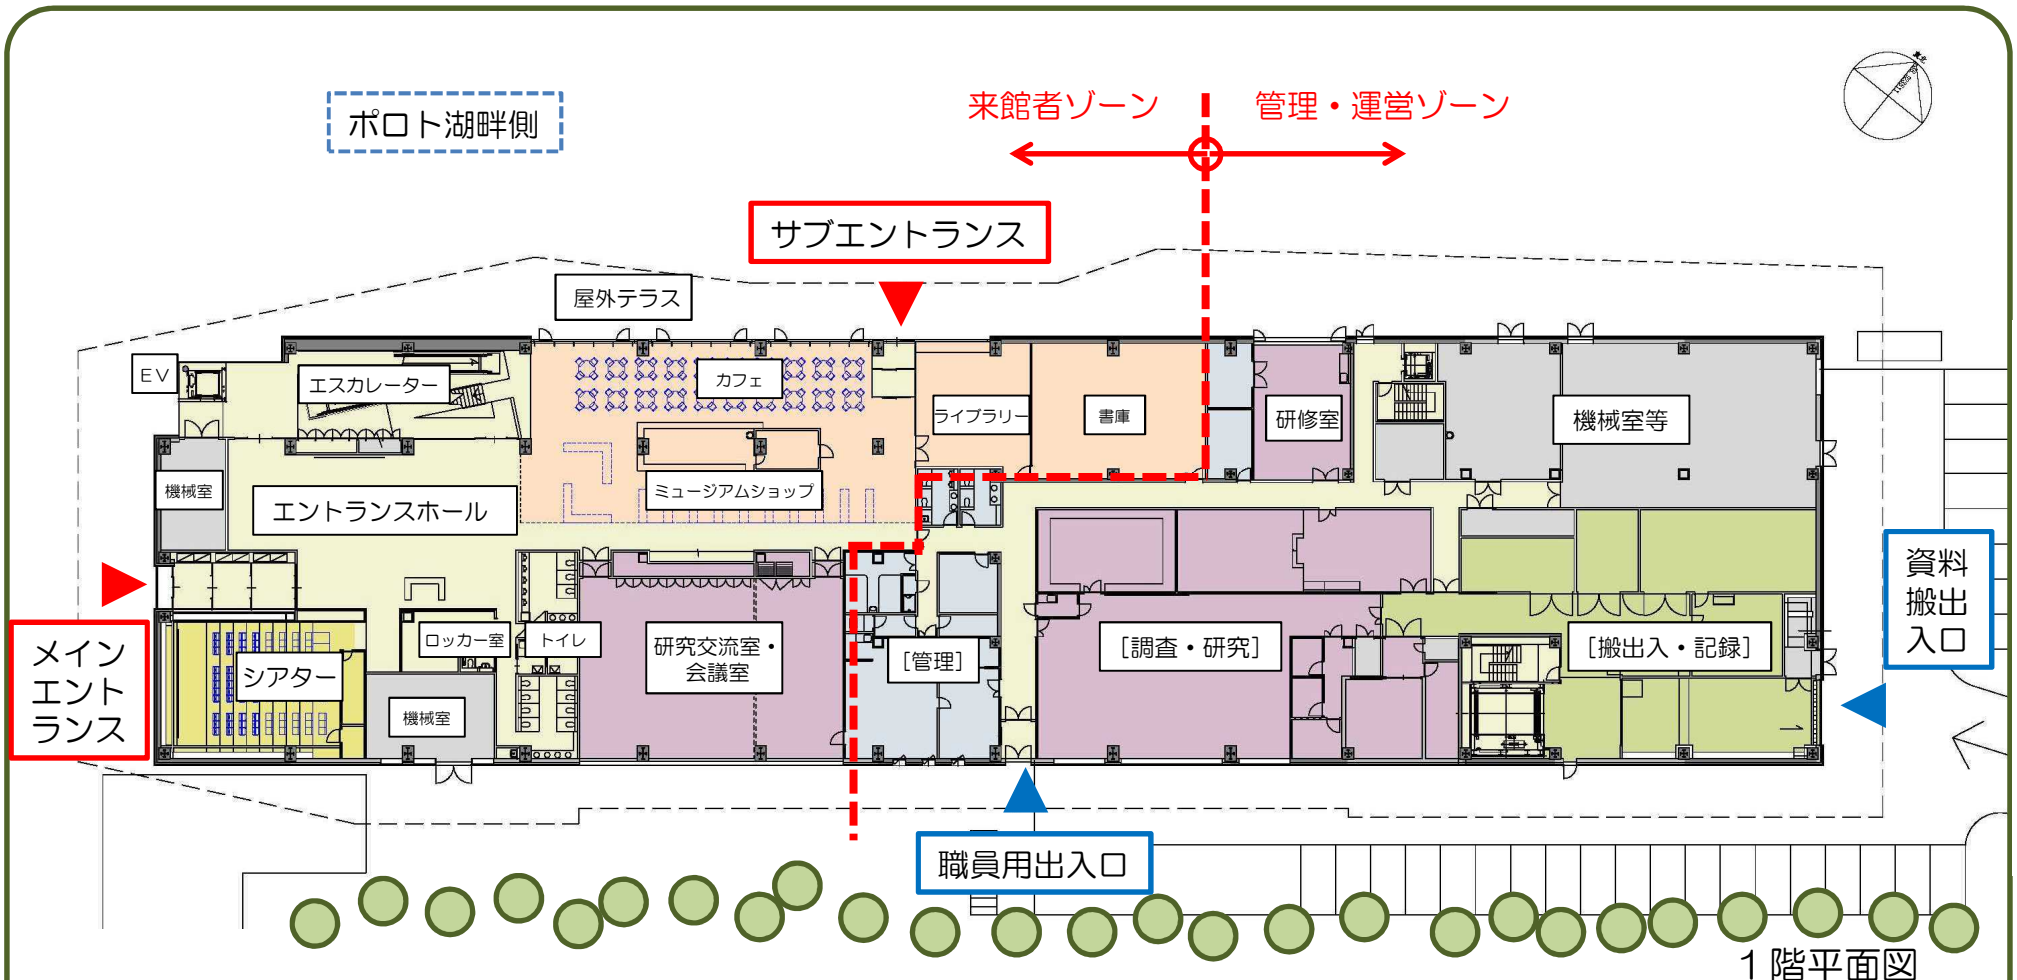 ポロト湖畔側
来館者ゾーン
管理・運営ゾーン
サブエントランス
屋外テラス
EV
エスカレーター
カフェ
ライブラリー
書庫
研修室
機械室等
機械室
エントランスホール
ミュージアムショップ
資料
搬出
入口
メイン
エント
ランス
シアター
ロッカー室
トイレ
研究交流室・
会議室
[管理]
[調査・研究]
[搬出入・記録]
機械室
職員用出入口
1階平面図